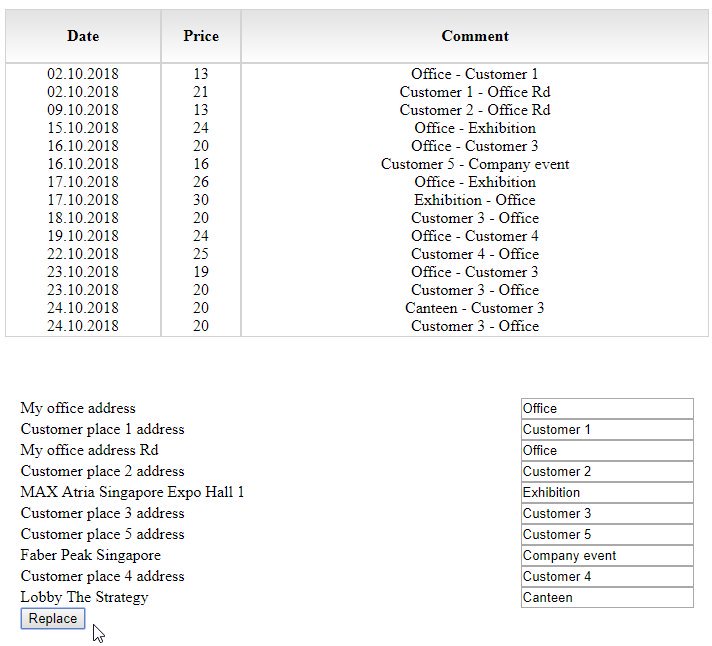 Date Price Comment
02.10.2018 13 Office - Customer 1
02.10.2018 21 Customer 1 - Office Rd
09.10.2018 13 Customer 2 - Office Rd
15.10.2018 24 Office - Exhibition
16.10.2018 20 Office - Customer 3
16.10.2018 16 Customer 5 - Company event
17.10.2018 26 Office - Exhibition
17.10.2018 30 Exhibition - Office
18.10.2018 20 Customer 3 - Office
19.10.2018 24 Office - Customer 4
22.10.2018 25 Customer 4 - Office
23.10.2018 19 Office - Customer 3
23.10.2018 20 Customer 3 - Office
24.10.2018 20 Canteen - Customer 3
24.10.2018 20 Customer 3 - Office
My office address Office
Customer place 1 address Customer 1
My office address Rd Office
Customer place 2 address Customer 2
MAX Atria Singapore Expo Hall 1 Exhibition
Customer place 3 address Customer 3
Customer place 5 address Customer 5
Faber Peak Singapore Company event
Customer place 4 address Customer 4
Lobby The Strategy Canteen
Replace